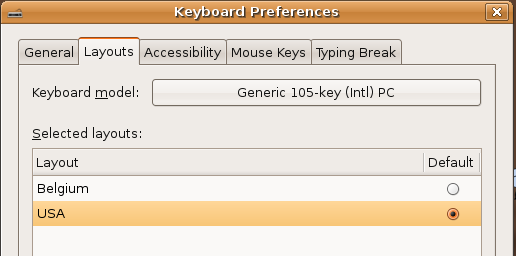 Keyboard Preferences
General Layouts Accessibility Mouse Keys Typing Break
Keyboard model: Generic 105-key (Intl) PC
Selected layouts:
Layout Default
Belgium
USA